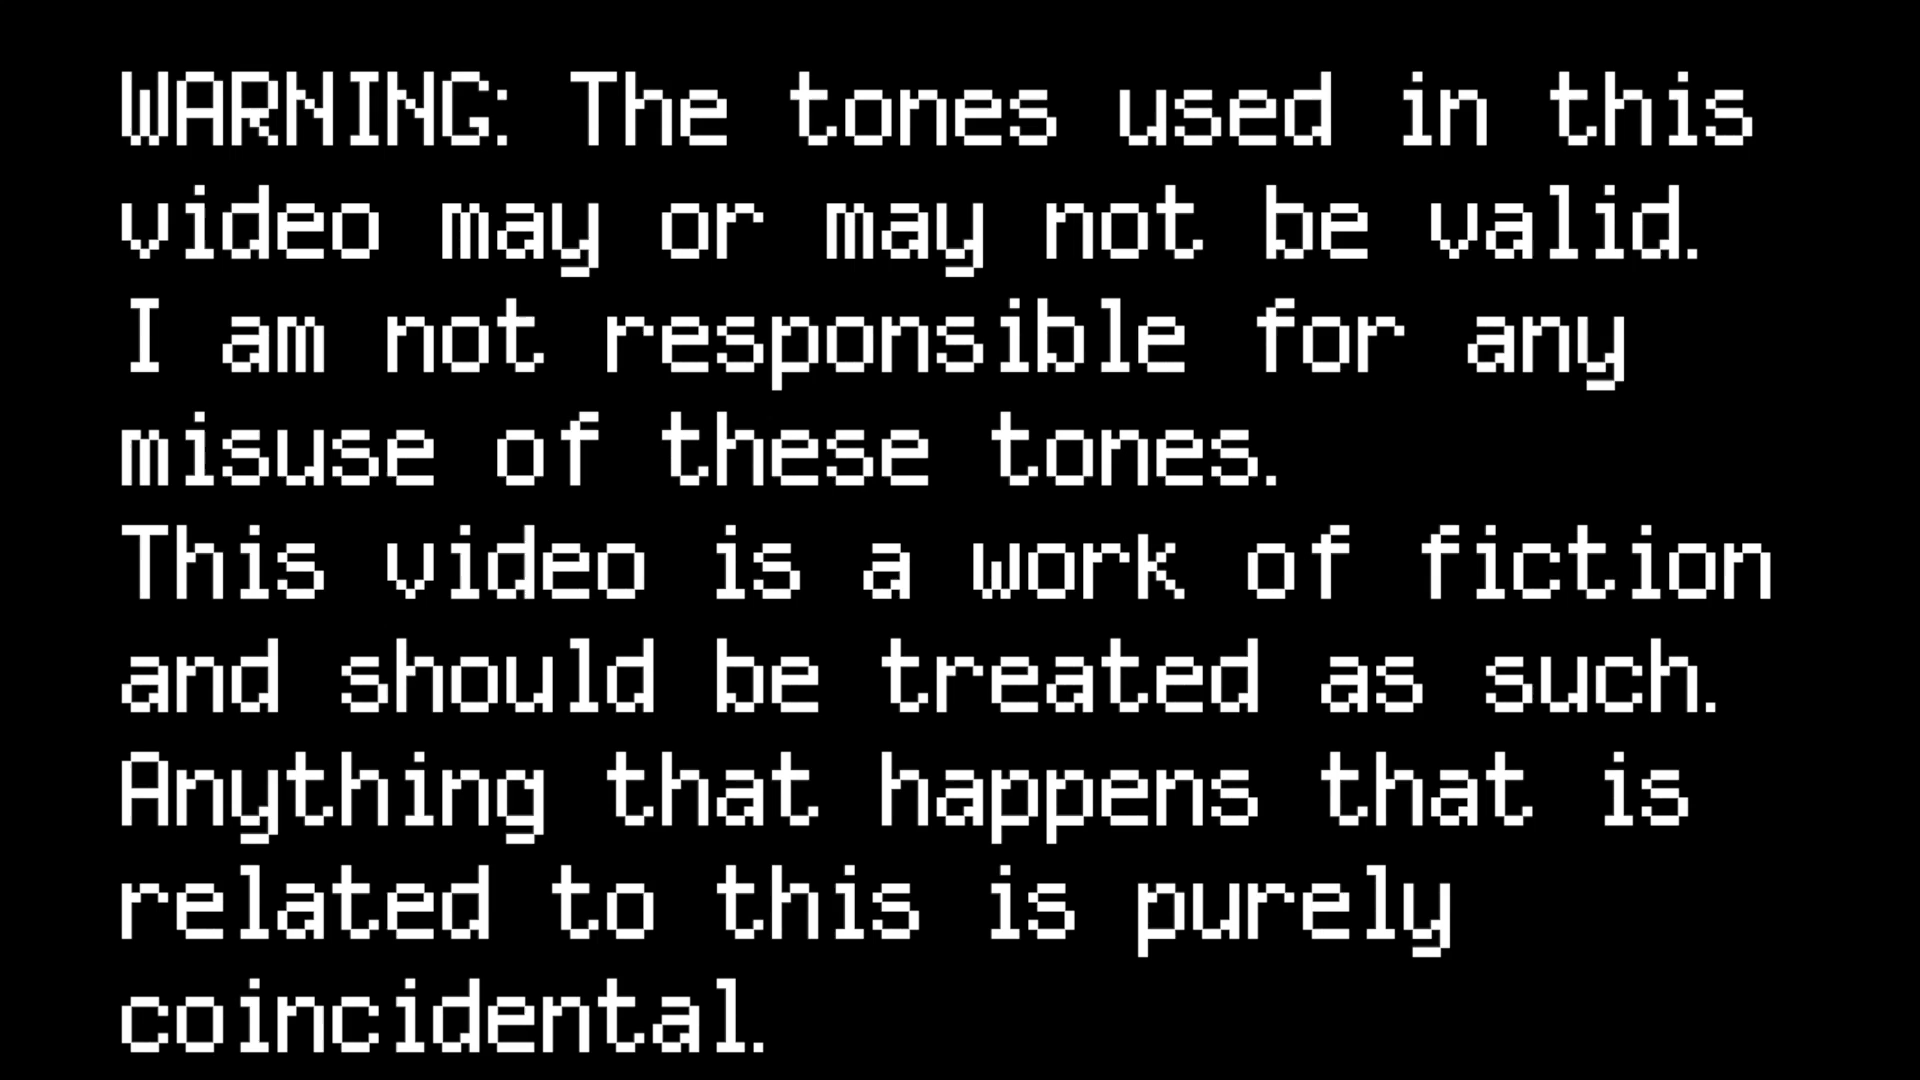 WARNING: The tones used in this
video may or may not be valid.
I am not responsible for any
misuse of these tones.
This video is a work of fiction
and should be treated as such.
Anything that happens that is
related to this is purely
coincidental.